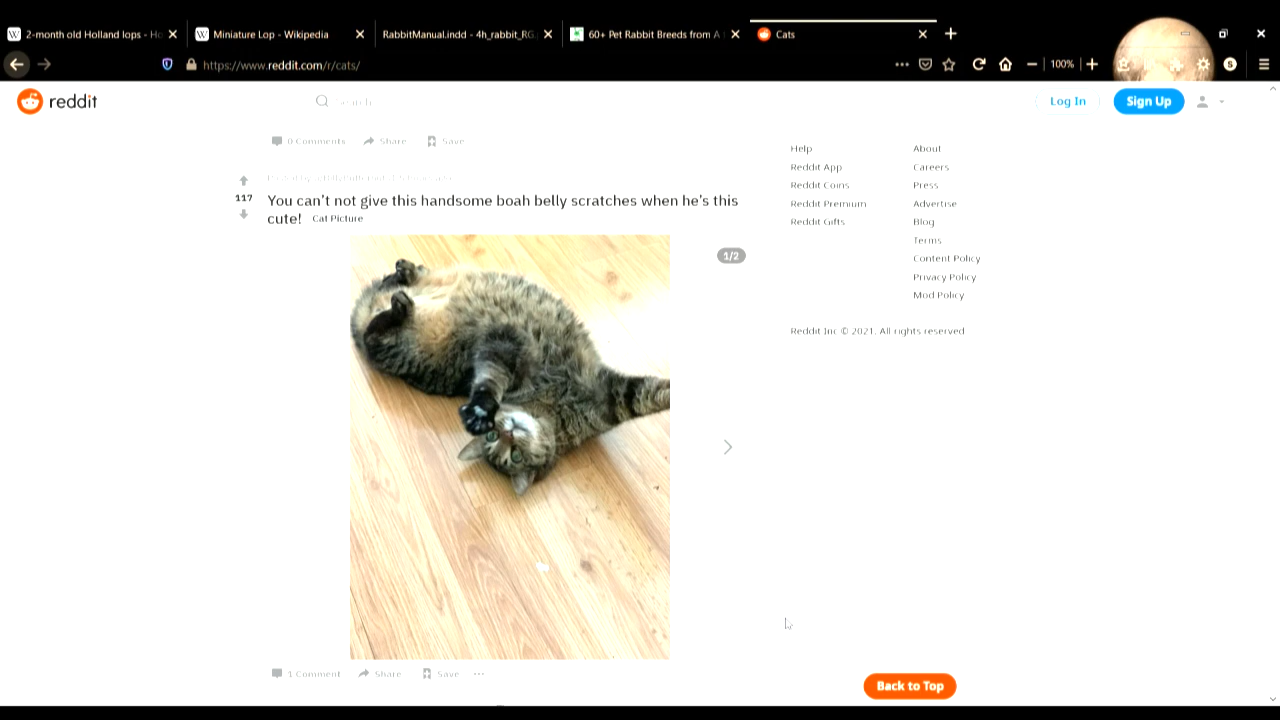 2-month old Holland lops - Ho
Miniature Lop - Wikipedia
RabbitManual.indd - 4h_rabbit_RG.
60+ Pet Rabbit Breeds from A
Cats
https://www.reddit.com/r/cats/
100%
S
reddit
Search
Log In
Sign Up
0 Comments
Share
Save
117
You can't not give this handsome boah belly scratches when he's this
cute!
Cat Picture
1/2
1 Comment
Share
Save
Help
Reddit App
Reddit Coins
Reddit Premium
Reddit Gifts
About
Careers
Press
Advertise
Blog
Terms
Content Policy
Privacy Policy
Mod Policy
Reddit Inc © 2021. All rights reserved
Back to Top